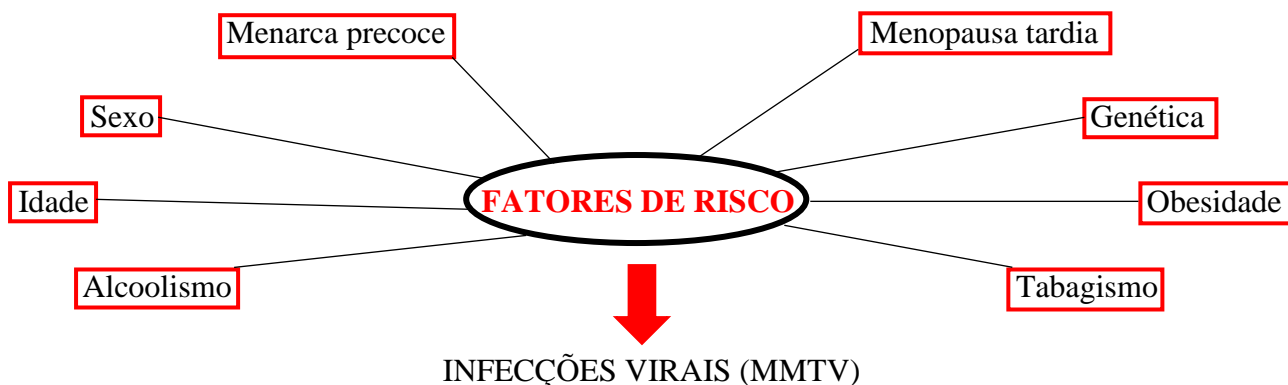 Menarca precoce
Menopausa tardia
Sexo
Genética
FATORES DE RISCO
Idade
Obesidade
Alcoolismo
Tabagismo
INFECÇÕES VIRAIS (MMTV)